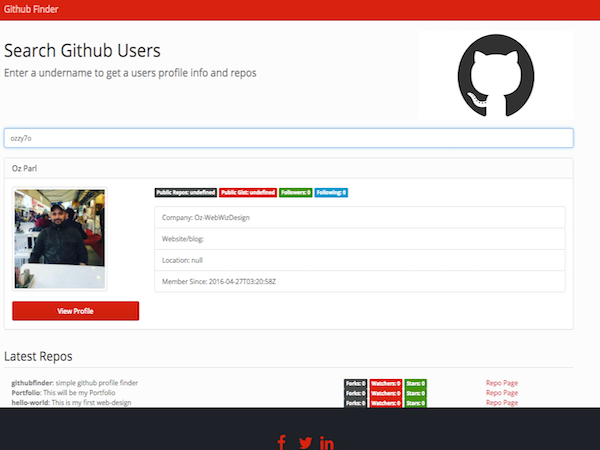 Github Finder
Search Github Users
Enter a undername to get a users profile info and repos
ozzy7o
Oz Parl
Public Repos: undefined Public Gist: undefined Followers: 0 Following: 0
Company: Oz-WebWizDesign
Website/blog:
Location: null
Member Since: 2016-04-27T03:20:58Z
View Profile
Latest Repos
githubfinder: simple github profile finder Forks: 0 Watchers: 0 Stars: 0 Repo Page
Portfolio: This will be my Portfolio Forks: 0 Watchers: 0 Stars: 0 Repo Page
hello-world: This is my first web-design Forks: 0 Watchers: 0 Stars: 0 Repo Page